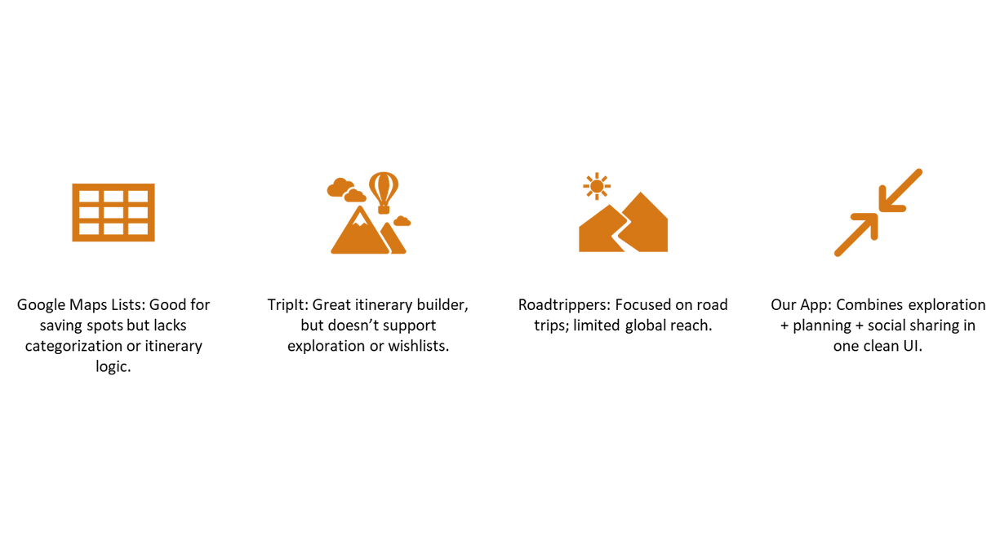 Google Maps Lists: Good for
saving spots but lacks
categorization or itinerary
logic.
TripIt: Great itinerary builder,
but doesn’t support
exploration or wishlists.
Roadtrippers: Focused on road
trips; limited global reach.
Our App: Combines exploration
+ planning + social sharing in
one clean UI.